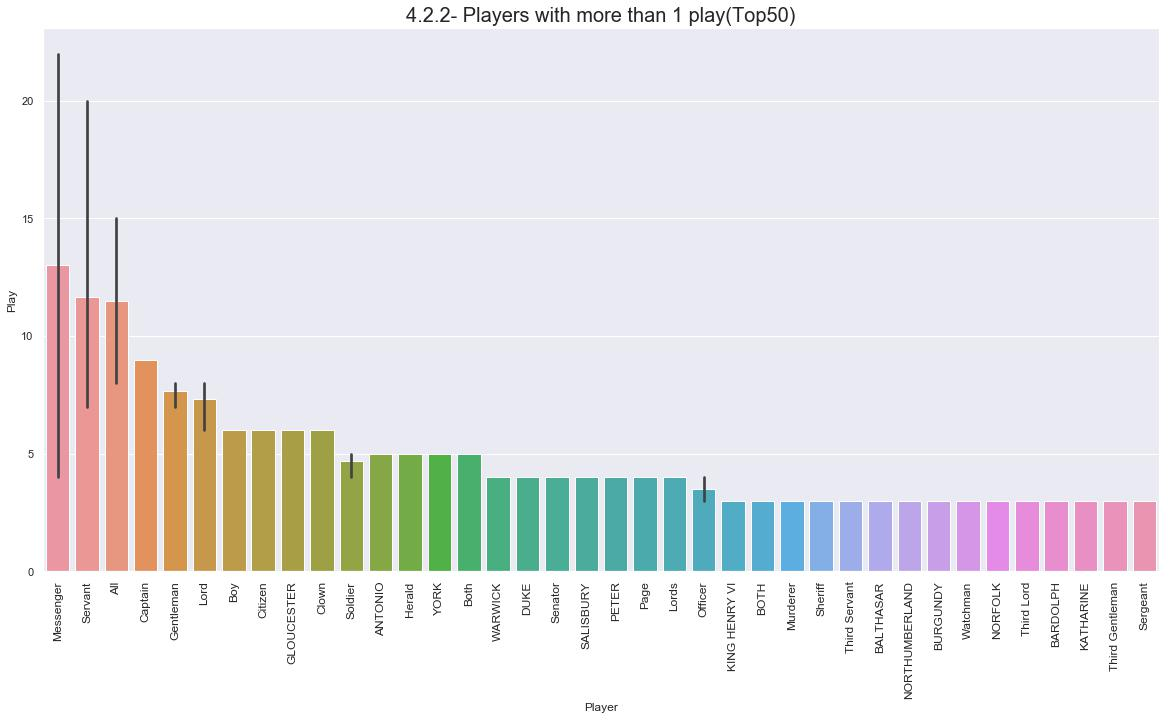 4.2.2- Players with more than 1 play(Top50)
Play
20
15
10
5
0
Messenger
Servant
All
Captain
Gentleman
Lord
Boy
Citizen
GLOUCESTER
Clown
Soldier
ANTONIO
Herald
YORK
Both
WARWICK
DUKE
Senator
SALISBURY
PETER
Page
Lords
Officer
KING HENRY VI
BOTH
Murderer
Sheriff
Third Servant
BALTHASAR
NORTHUMBERLAND
BURGUNDY
Watchman
NORFOLK
Third Lord
BARDOLPH
KATHARINE
Third Gentleman
Sergeant
Player